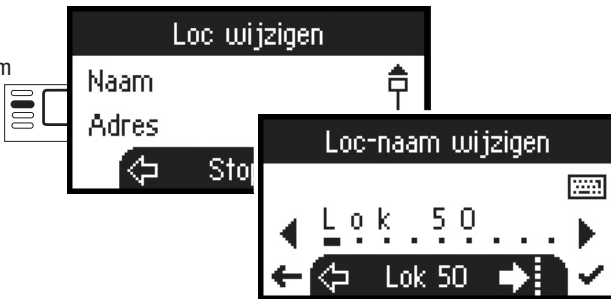 Loc wijzigen
m
Naam
Adres
Stop
Loc-naam wijzigen
Lok 50
Lok 50